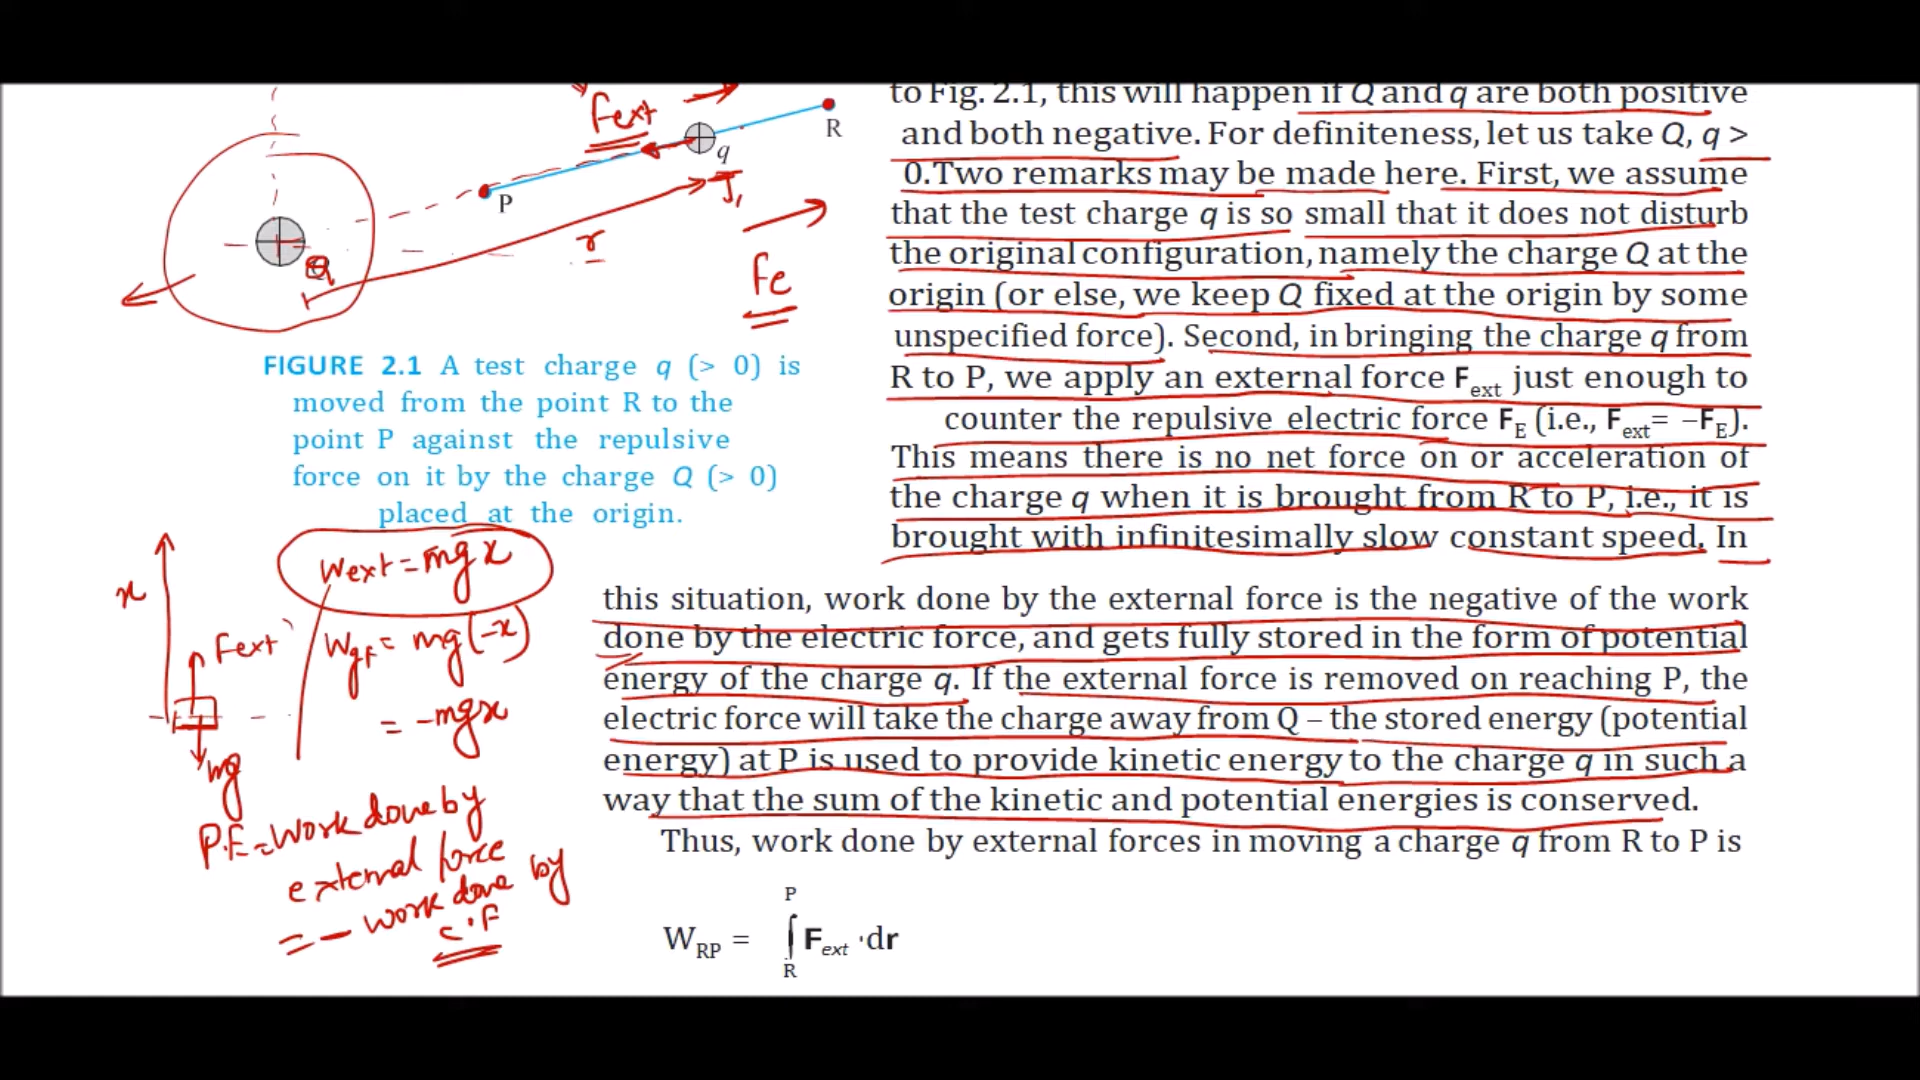 Fext
R
q
P
r
Q
Fe
FIGURE 2.1 A test charge q (> 0) is
moved from the point R to the
point P against the repulsive
force on it by the charge Q (> 0)
placed at the origin.
to Fig. 2.1, this will happen if Q and q are both positive
and both negative. For definiteness, let us take Q, q >
0.Two remarks may be made here. First, we assume
that the test charge q is so small that it does not disturb
the original configuration, namely the charge Q at the
origin (or else, we keep Q fixed at the origin by some
unspecified force). Second, in bringing the charge q from
R to P, we apply an external force Fext just enough to
counter the repulsive electric force FE (i.e., Fext= –FE).
This means there is no net force on or acceleration of
the charge q when it is brought from R to P, i.e., it is
brought with infinitesimally slow constant speed. In
this situation, work done by the external force is the negative of the work
done by the electric force, and gets fully stored in the form of potential
energy of the charge q. If the external force is removed on reaching P, the
electric force will take the charge away from Q – the stored energy (potential
energy) at P is used to provide kinetic energy to the charge q in such a
way that the sum of the kinetic and potential energies is conserved.
Thus, work done by external forces in moving a charge q from R to P is
P
WRP = ∫ Fext ·dr
R
x
Wext = mgx
Fext
WgF = mg(-x)
= -mgx
mg
P.E = Work done by
external force
= - work done by
C.F